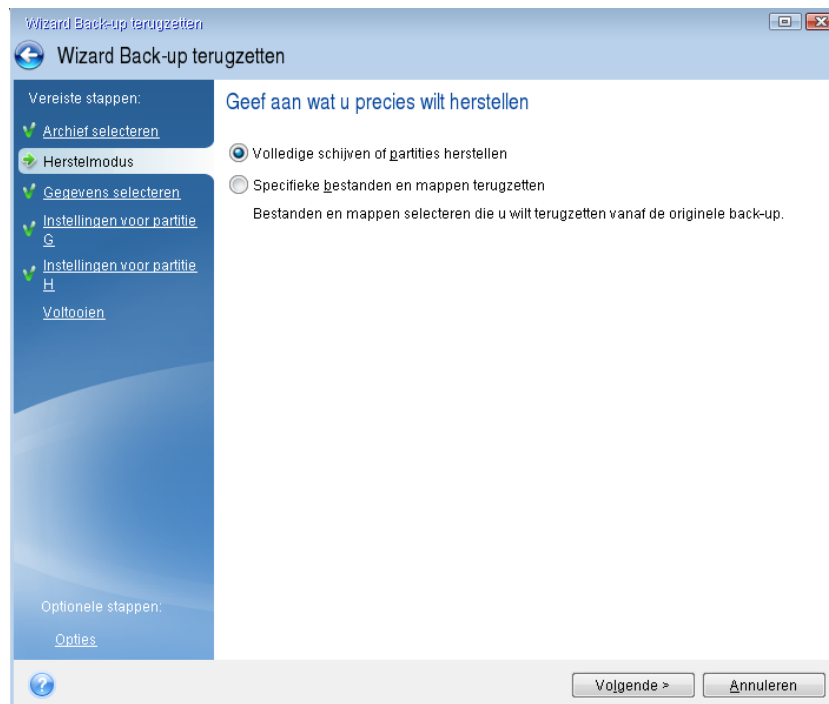 Wizard Back-up terugzetten
Wizard Back-up terugzetten
Vereiste stappen:
Archief selecteren
Herstelmodus
Gegevens selecteren
Instellingen voor partitie
G
Instellingen voor partitie
H
Voltooien
Optionele stappen:
Opties
Geef aan wat u precies wilt herstellen
Volledige schijven of partities herstellen
Specifieke bestanden en mappen terugzetten
Bestanden en mappen selecteren die u wilt terugzetten vanaf de originele back-up.
Volgende >
Annuleren